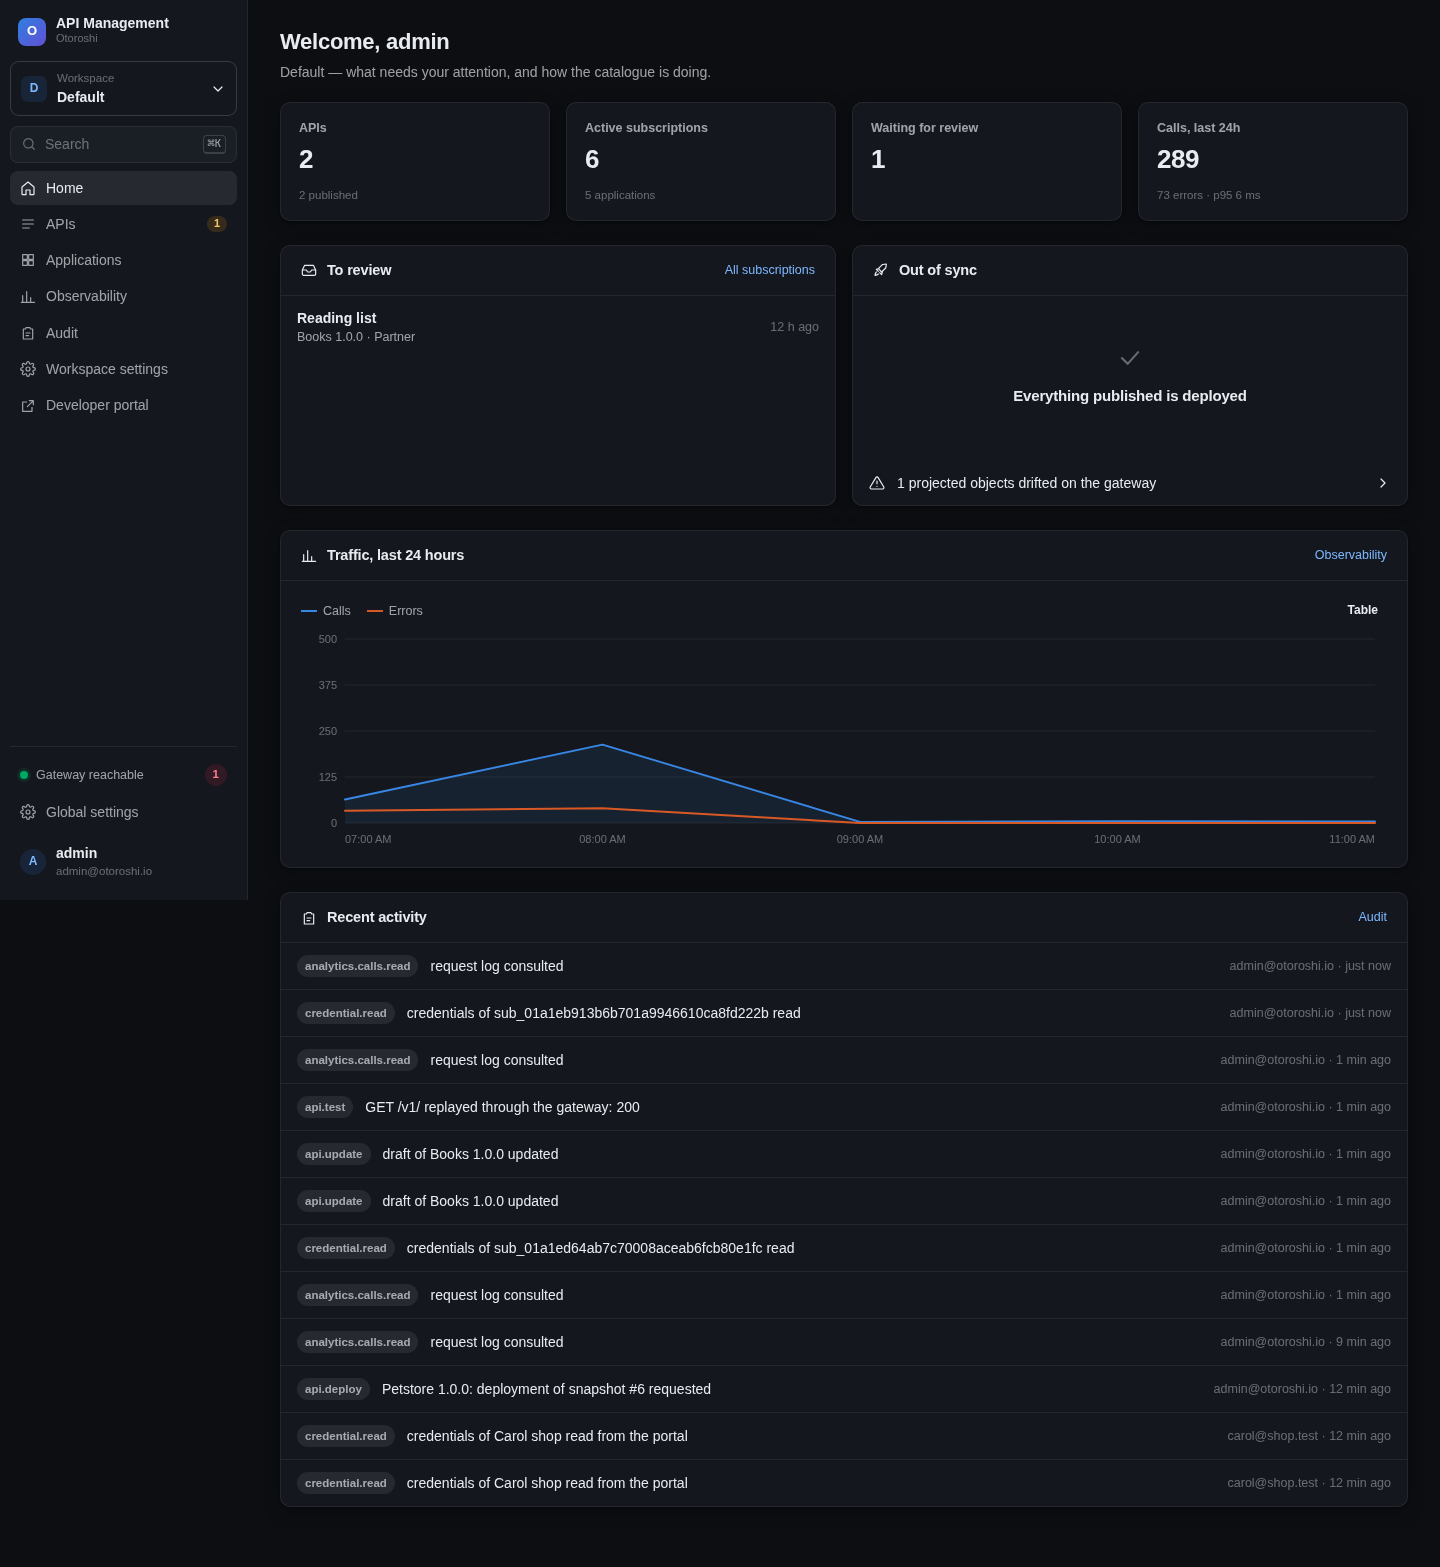 O
API Management
Otoroshi
D
Workspace
Default
Search
⌘K
Home
APIs
1
Applications
Observability
Audit
Workspace settings
Developer portal
Gateway reachable
1
Global settings
A
admin
admin@otoroshi.io
Welcome, admin
Default — what needs your attention, and how the catalogue is doing.
APIs
2
2 published
Active subscriptions
6
5 applications
Waiting for review
1
Calls, last 24h
289
73 errors · p95 6 ms
To review
All subscriptions
Reading list
Books 1.0.0 · Partner
12 h ago
Out of sync
Everything published is deployed
1 projected objects drifted on the gateway
Traffic, last 24 hours
Observability
Calls
Errors
Table
500
375
250
125
0
07:00 AM
08:00 AM
09:00 AM
10:00 AM
11:00 AM
Recent activity
Audit
analytics.calls.read request log consulted admin@otoroshi.io · just now
credential.read credentials of sub_01a1eb913b6b701a9946610ca8fd222b read admin@otoroshi.io · just now
analytics.calls.read request log consulted admin@otoroshi.io · 1 min ago
api.test GET /v1/ replayed through the gateway: 200 admin@otoroshi.io · 1 min ago
api.update draft of Books 1.0.0 updated admin@otoroshi.io · 1 min ago
api.update draft of Books 1.0.0 updated admin@otoroshi.io · 1 min ago
credential.read credentials of sub_01a1ed64ab7c70008aceab6fcb80e1fc read admin@otoroshi.io · 1 min ago
analytics.calls.read request log consulted admin@otoroshi.io · 1 min ago
analytics.calls.read request log consulted admin@otoroshi.io · 9 min ago
api.deploy Petstore 1.0.0: deployment of snapshot #6 requested admin@otoroshi.io · 12 min ago
credential.read credentials of Carol shop read from the portal carol@shop.test · 12 min ago
credential.read credentials of Carol shop read from the portal carol@shop.test · 12 min ago